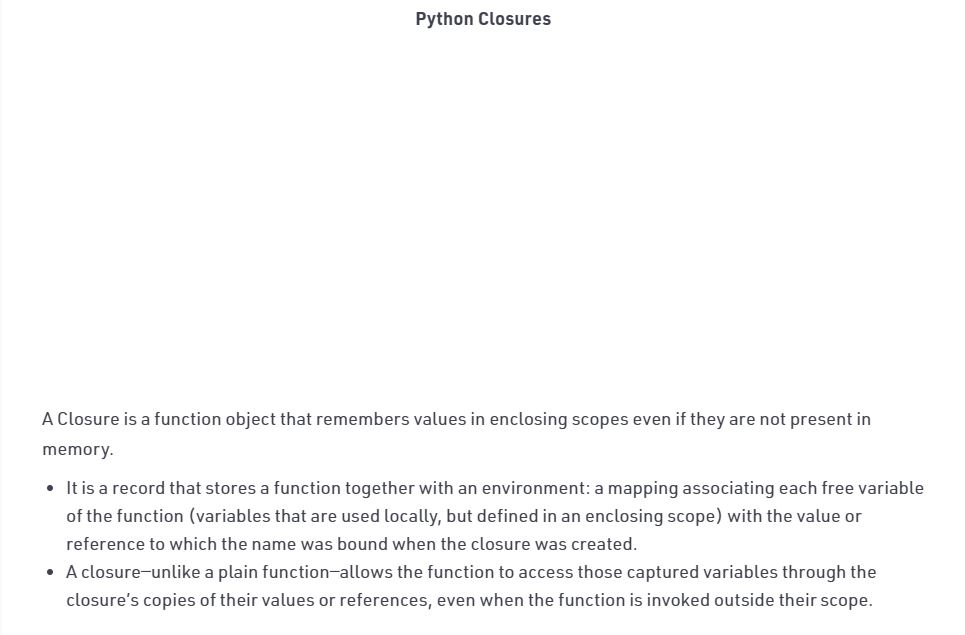 Python Closures
A Closure is a function object that remembers values in enclosing scopes even if they are not present in
memory.
• It is a record that stores a function together with an environment: a mapping associating each free variable
of the function (variables that are used locally, but defined in an enclosing scope) with the value or
reference to which the name was bound when the closure was created.
• A closure—unlike a plain function—allows the function to access those captured variables through the
closure’s copies of their values or references, even when the function is invoked outside their scope.